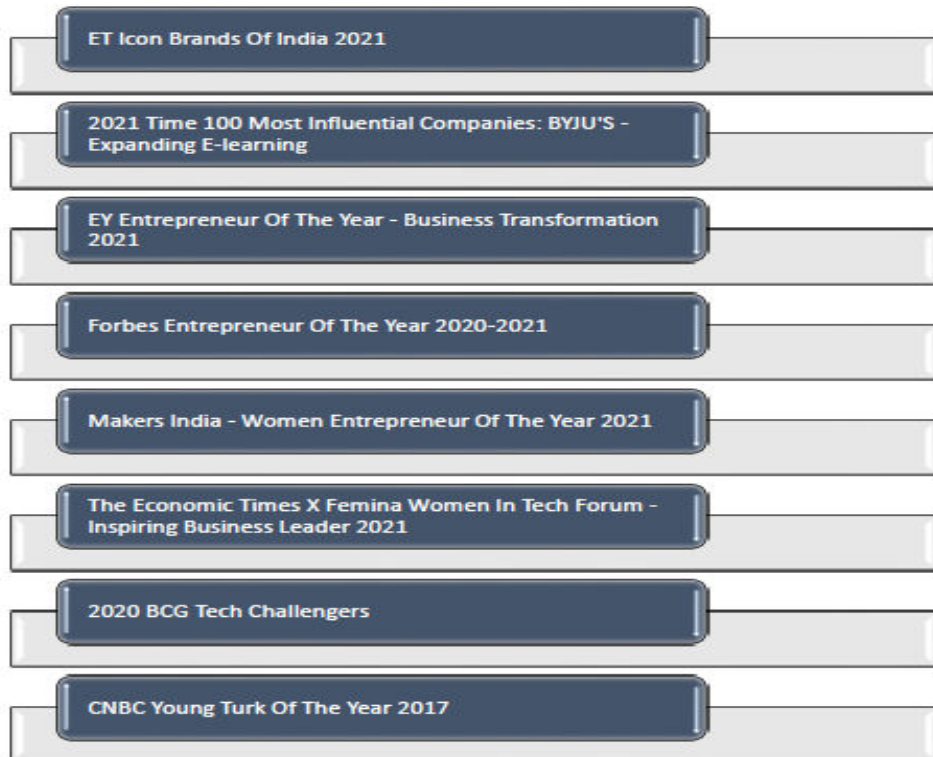 ET Icon Brands Of India 2021
2021 Time 100 Most Influential Companies: BYJU'S -
Expanding E-learning
EY Entrepreneur Of The Year - Business Transformation
2021
Forbes Entrepreneur Of The Year 2020-2021
Makers India - Women Entrepreneur Of The Year 2021
The Economic Times X Femina Women In Tech Forum -
Inspiring Business Leader 2021
2020 BCG Tech Challengers
CNBC Young Turk Of The Year 2017